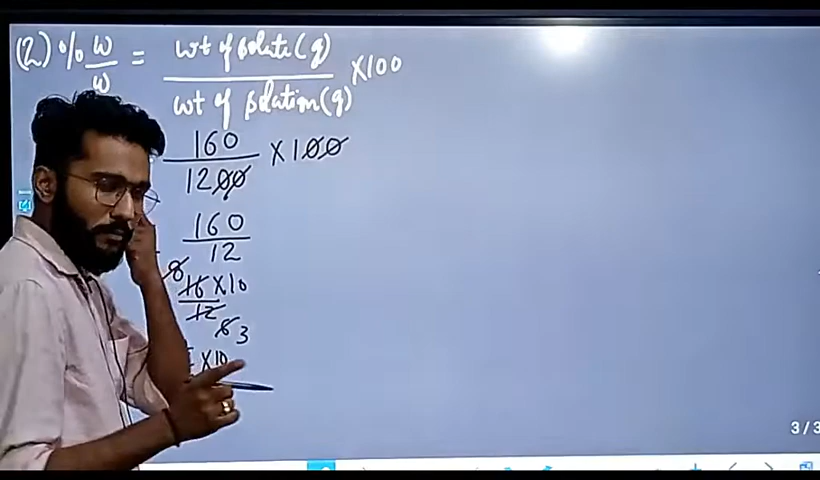 (2) % w/w = wt of solute (g) / wt of solution (g) × 100
160 / 1200 × 100
160 / 12
8 16 × 10 / 12
6 3
× 10
3/3